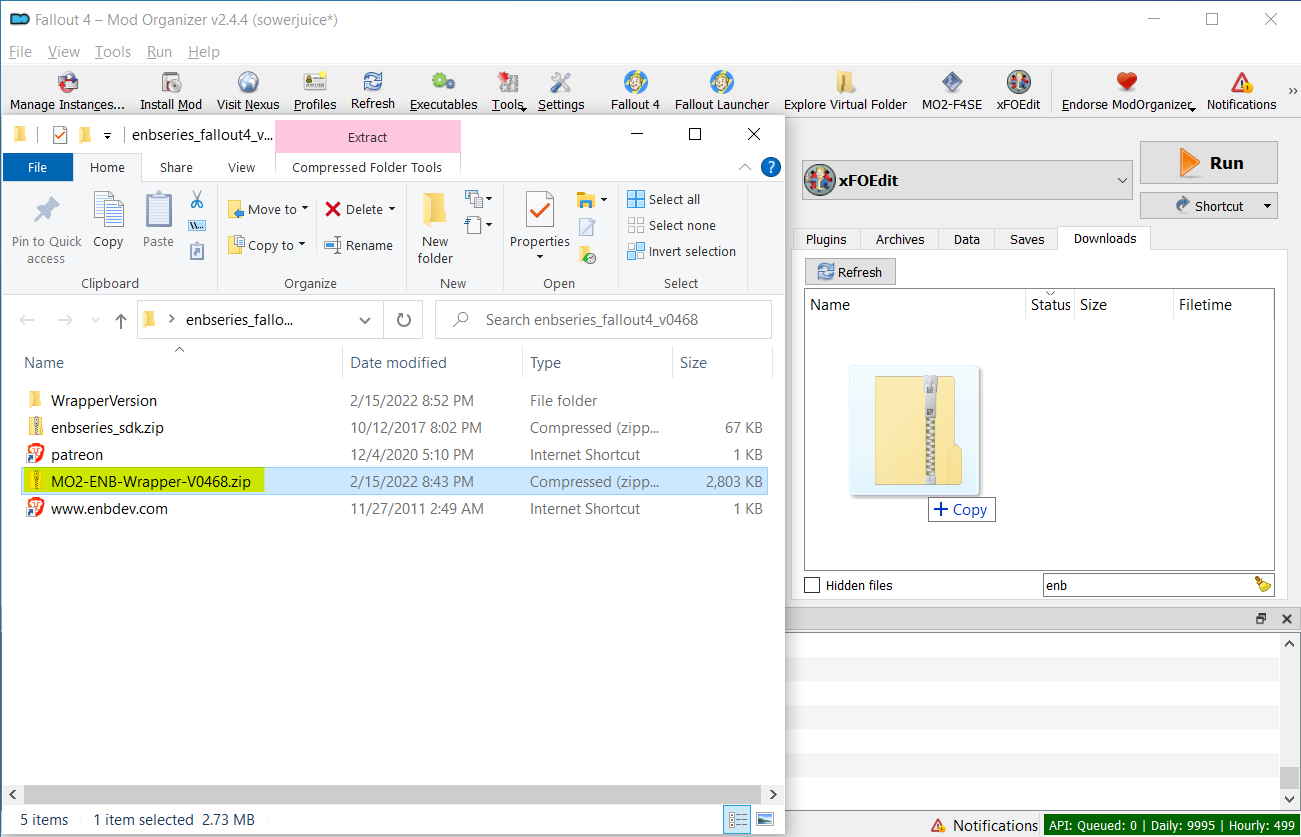 Fallout 4 – Mod Organizer v2.4.4 (sowerjuice*)
File View Tools Run Help
Manage Instances... Install Mod Visit Nexus Profiles Refresh Executables Tools Settings Fallout 4 Fallout Launcher Explore Virtual Folder MO2-F4SE xFOEdit Endorse ModOrganizer Notifications »
enbseries_fallout4_v... Extract
File Home Share View Compressed Folder Tools
Pin to Quick access
Copy
Paste
W...
Clipboard
Move to
Copy to
Delete
Rename
Organize
New folder
New
Properties
Open
Select all
Select none
Invert selection
Select
enbseries_fallo...
Search enbseries_fallout4_v0468
Name Date modified Type Size
WrapperVersion 2/15/2022 8:52 PM File folder
enbseries_sdk.zip 10/12/2017 8:02 PM Compressed (zipp... 67 KB
patreon 12/4/2020 5:10 PM Internet Shortcut 1 KB
MO2-ENB-Wrapper-V0468.zip 2/15/2022 8:43 PM Compressed (zipp... 2,803 KB
www.enbdev.com 11/27/2011 2:49 AM Internet Shortcut 1 KB
5 items 1 item selected 2.73 MB
xFOEdit
Run
Shortcut
Plugins Archives Data Saves Downloads
Refresh
Name Status Size Filetime
+ Copy
Hidden files
enb
Notifications API: Queued: 0 | Daily: 9995 | Hourly: 499